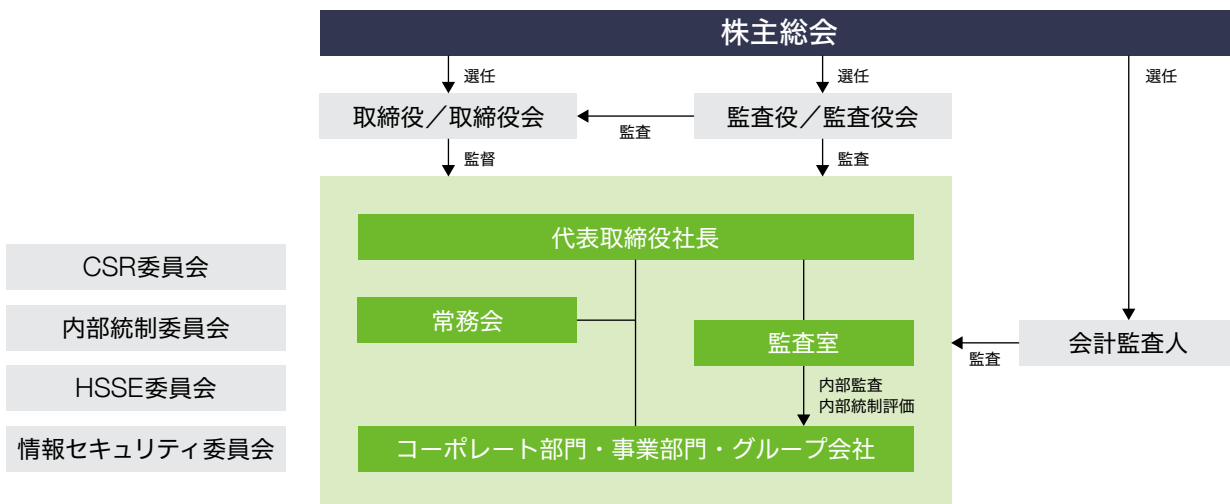 株主総会
選任
選任
選任
取締役／取締役会
監査
監査役／監査役会
監督
監査
代表取締役社長
CSR委員会
常務会
内部統制委員会
監査室
監査
会計監査人
HSSE委員会
内部監査
内部統制評価
情報セキュリティ委員会
コーポレート部門・事業部門・グループ会社